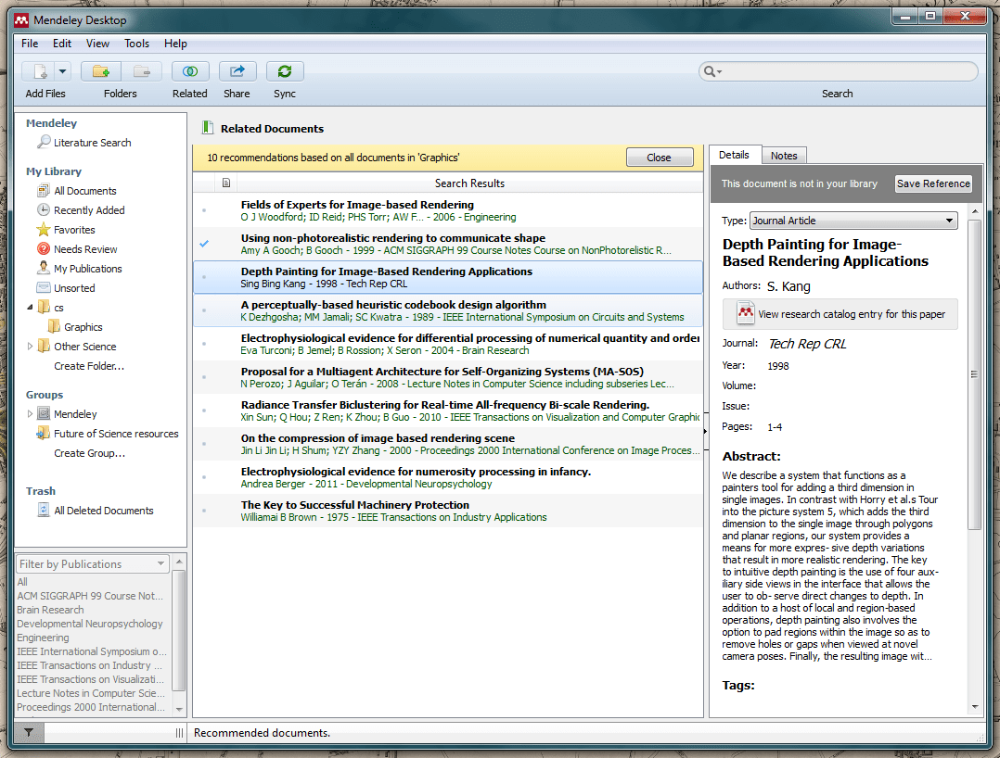 Mendeley Desktop
File Edit View Tools Help
Add Files Folders Related Share Sync Search
Mendeley
Literature Search
My Library
All Documents
Recently Added
Favorites
Needs Review
My Publications
Unsorted
cs
Graphics
Other Science
Create Folder...
Groups
Mendeley
Future of Science resources
Create Group...
Trash
All Deleted Documents
Filter by Publications
All
ACM SIGGRAPH 99 Course Not...
Brain Research
Developmental Neuropsychology
Engineering
IEEE International Symposium o...
IEEE Transactions on Industry ...
IEEE Transactions on Visualizati...
Lecture Notes in Computer Scie...
Proceedings 2000 International...
Related Documents
10 recommendations based on all documents in 'Graphics'
Close
Search Results
Fields of Experts for Image-based Rendering
O J Woodford; ID Reid; PHS Torr; AW F... - 2006 - Engineering
Using non-photorealistic rendering to communicate shape
Amy A Gooch; B Gooch - 1999 - ACM SIGGRAPH 99 Course Notes Course on NonPhotorelistic R...
Depth Painting for Image-Based Rendering Applications
Sing Bing Kang - 1998 - Tech Rep CRL
A perceptually-based heuristic codebook design algorithm
K Dezhgosha; MM Jamali; SC Kwatra - 1989 - IEEE International Symposium on Circuits and Systems
Electrophysiological evidence for differential processing of numerical quantity and order
Eva Turconi; B Jemel; B Rossion; X Seron - 2004 - Brain Research
Proposal for a Multiagent Architecture for Self-Organizing Systems (MA-SOS)
N Perozo; J Aguilar; O Terán - 2008 - Lecture Notes in Computer Science including subseries Lec...
Radiance Transfer Biclustering for Real-time All-frequency Bi-scale Rendering.
Xin Sun; Q Hou; Z Ren; K Zhou; B Guo - 2010 - IEEE Transactions on Visualization and Computer Graphic
On the compression of image based rendering scene
Jin Li Jin Li; H Shum; YZY Zhang - 2000 - Proceedings 2000 International Conference on Image Proces...
Electrophysiological evidence for numerosity processing in infancy.
Andrea Berger - 2011 - Developmental Neuropsychology
The Key to Successful Machinery Protection
Williamai B Brown - 1975 - IEEE Transactions on Industry Applications
Details Notes
This document is not in your library
Save Reference
Type: Journal Article
Depth Painting for Image-
Based Rendering Applications
Authors: S. Kang
View research catalog entry for this paper
Journal: Tech Rep CRL
Year: 1998
Volume:
Issue:
Pages: 1-4
Abstract:
We describe a system that functions as a
painters tool for adding a third dimension in
single images. In contrast with Horry et al.s Tour
into the picture system 5, which adds the third
dimension to the single image through polygons
and planar regions, our system provides a
means for more expres- sive depth variations
that result in more realistic rendering. The key
to intuitive depth painting is the use of four aux-
iliary side views in the interface that allows the
user to ob- serve direct changes to depth. In
addition to a host of local and region-based
operations, depth painting also involves the
option to pad regions within the image so as to
remove holes or gaps when viewed at novel
camera poses. Finally, the resulting image wit...
Tags:
Recommended documents.